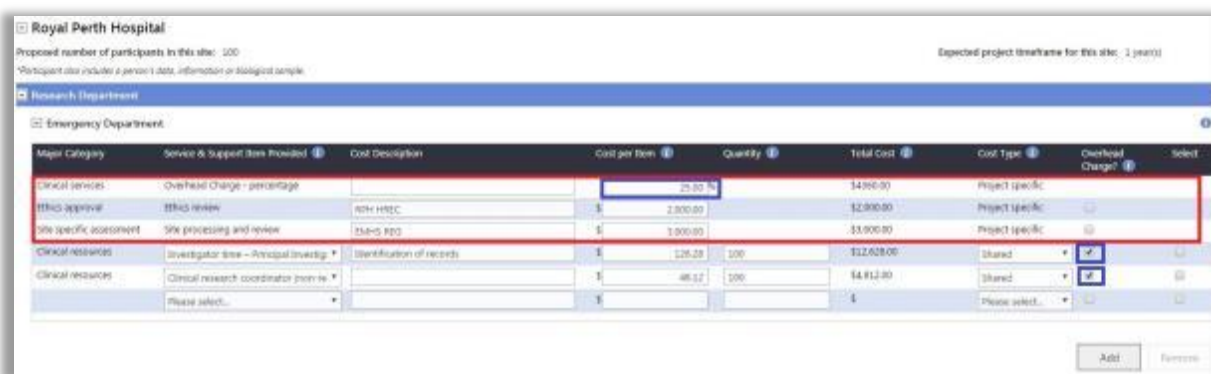 Royal Perth Hospital
Proposed number of participants in this site: 100 Expected project timeframe for this site: 1 year(s)
*Participant also includes a person's data, information or biological sample.
Research Department
Emergency Department
Major Category Service & Support Item Provided Cost Description Cost per Item Quantity Total Cost Cost Type Overhead Charge? Select
Clinical services Overhead Charge - percentage 25.00 % Project specific
Ethics approval Ethics review RPH HREC $ 2,000.00 $2,000.00 Project specific
Site specific assessment Site processing and review EMHS REG $ 3,000.00 $3,000.00 Project specific
Clinical resources Investigator time – Principal Investig Identification of records $ 126.28 100 $12,628.00 Shared
Clinical resources Clinical research coordinator (non re $ 48.12 100 $4,812.00 Shared
Please select... $ $ Please select...
Add Remove